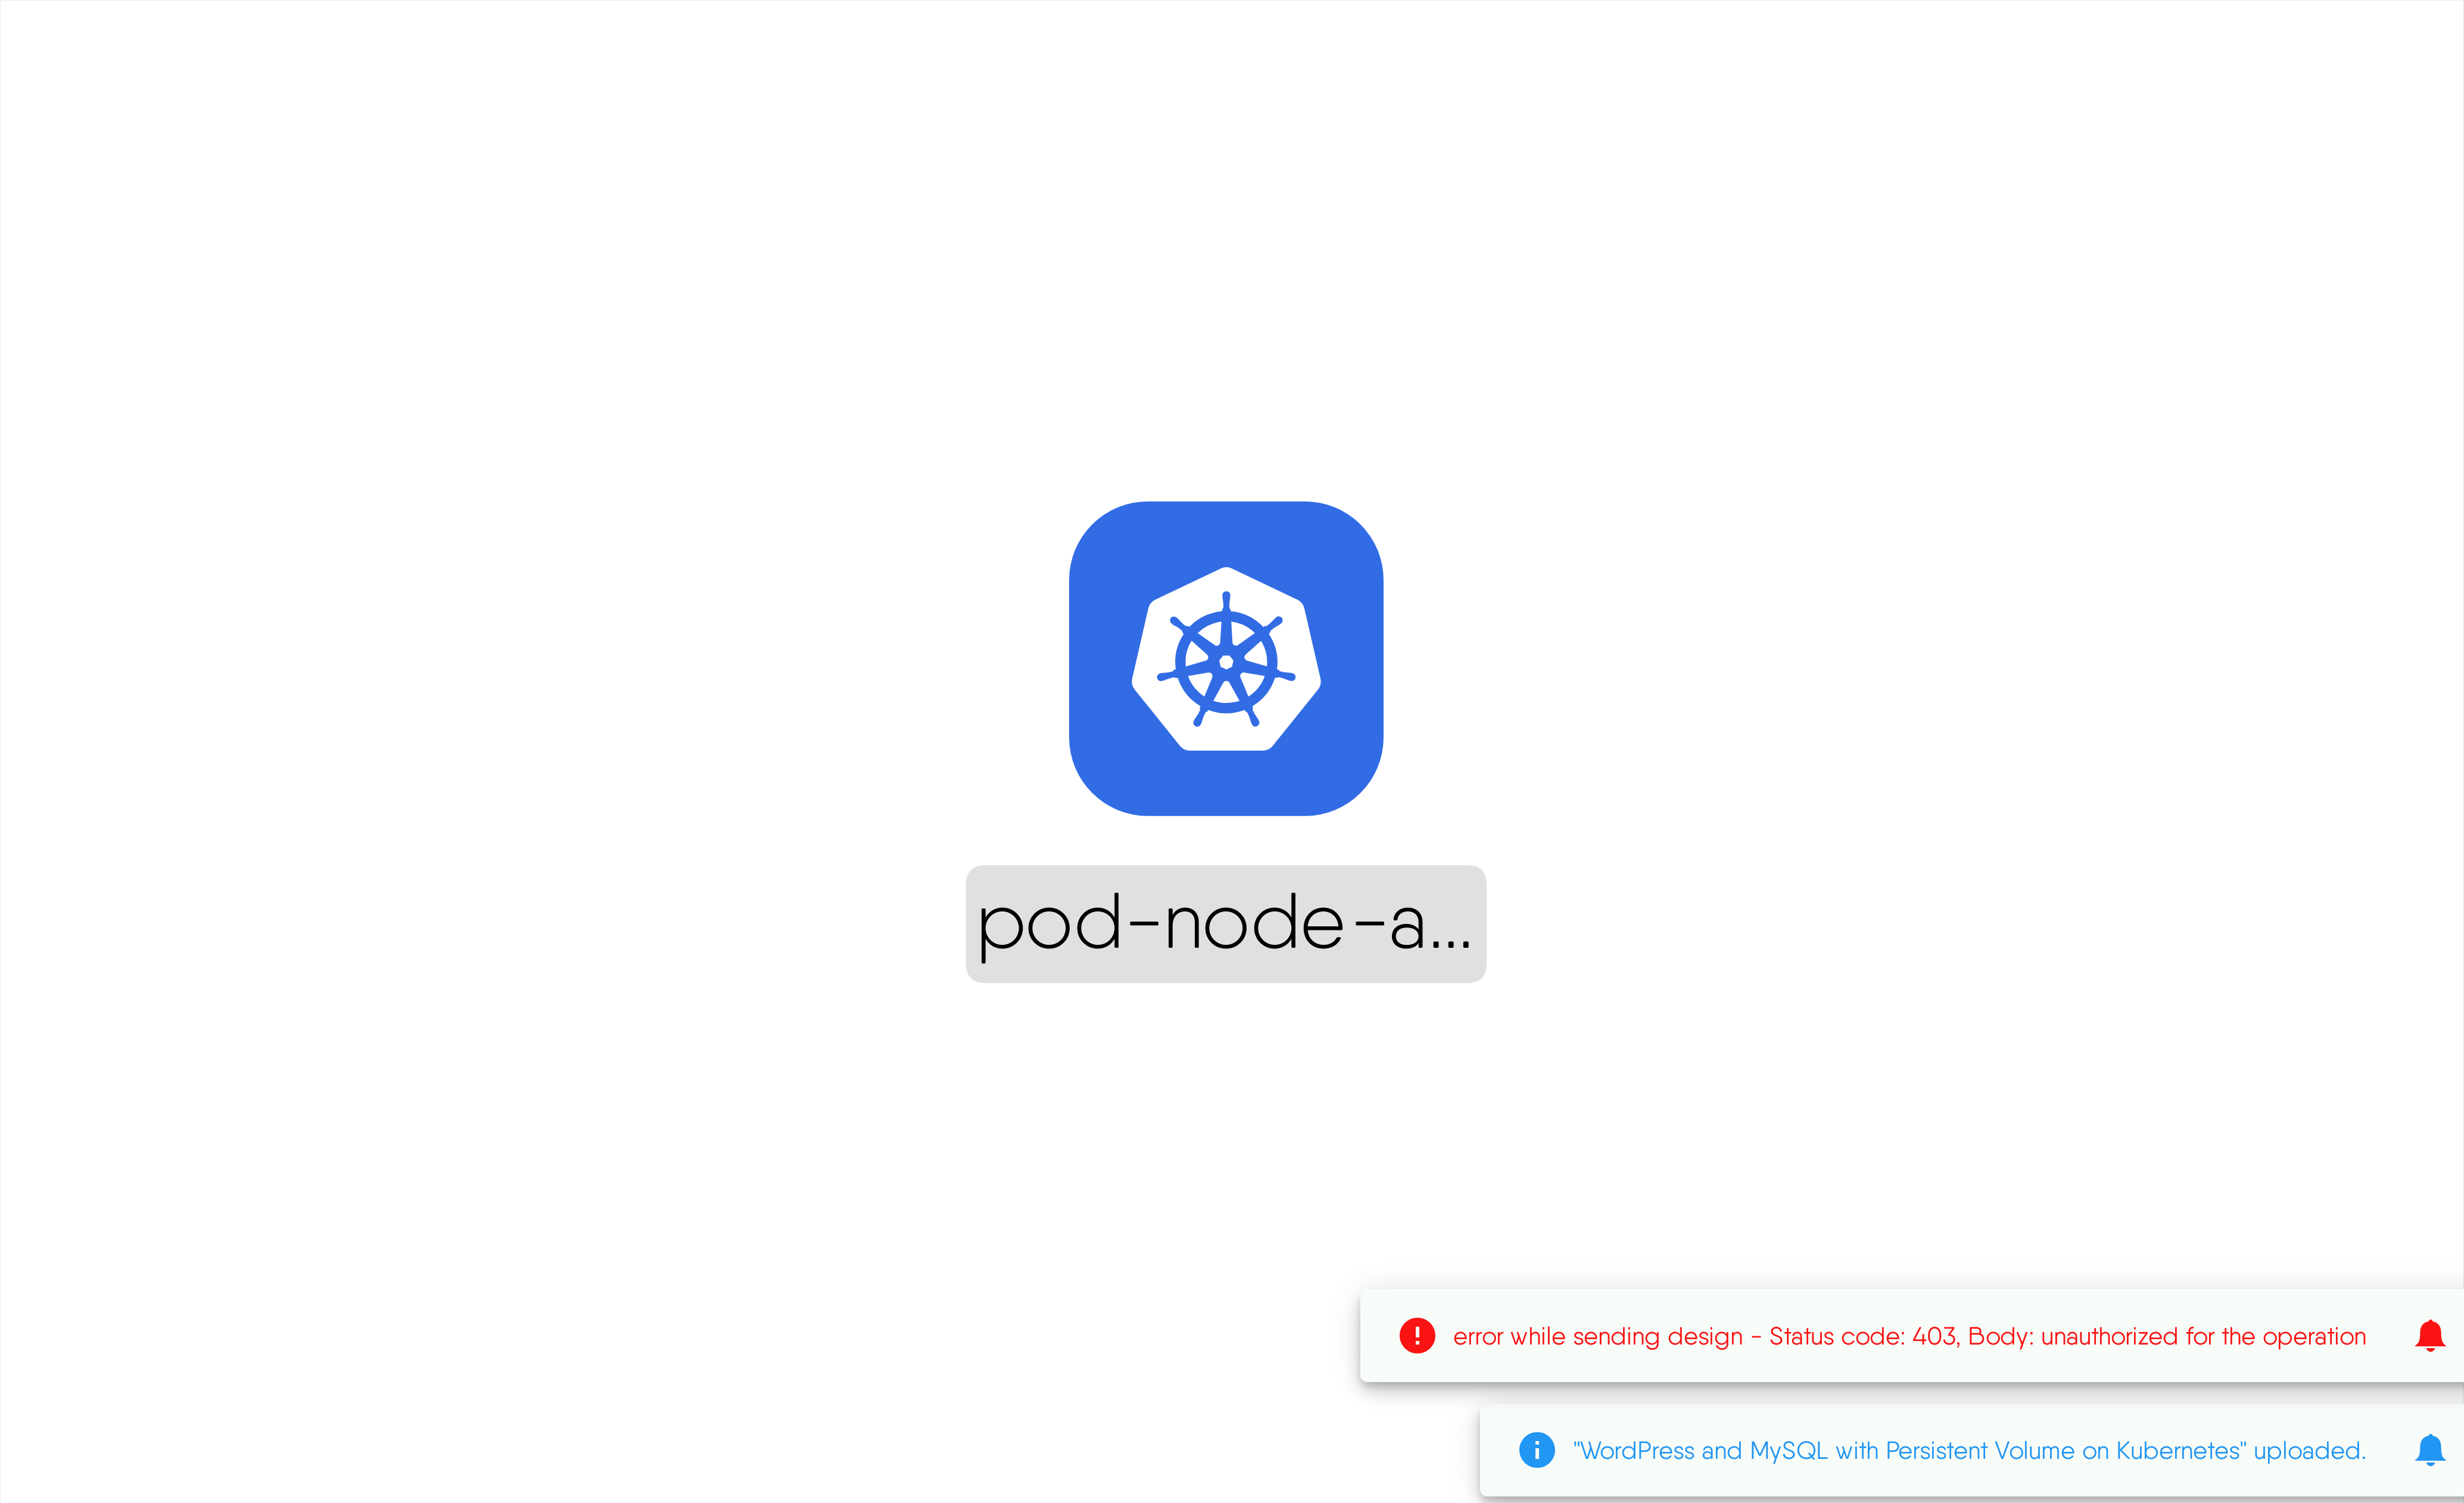 pod-node-a...
error while sending design - Status code: 403, Body: unauthorized for the operation
"WordPress and MySQL with Persistent Volume on Kubernetes" uploaded.